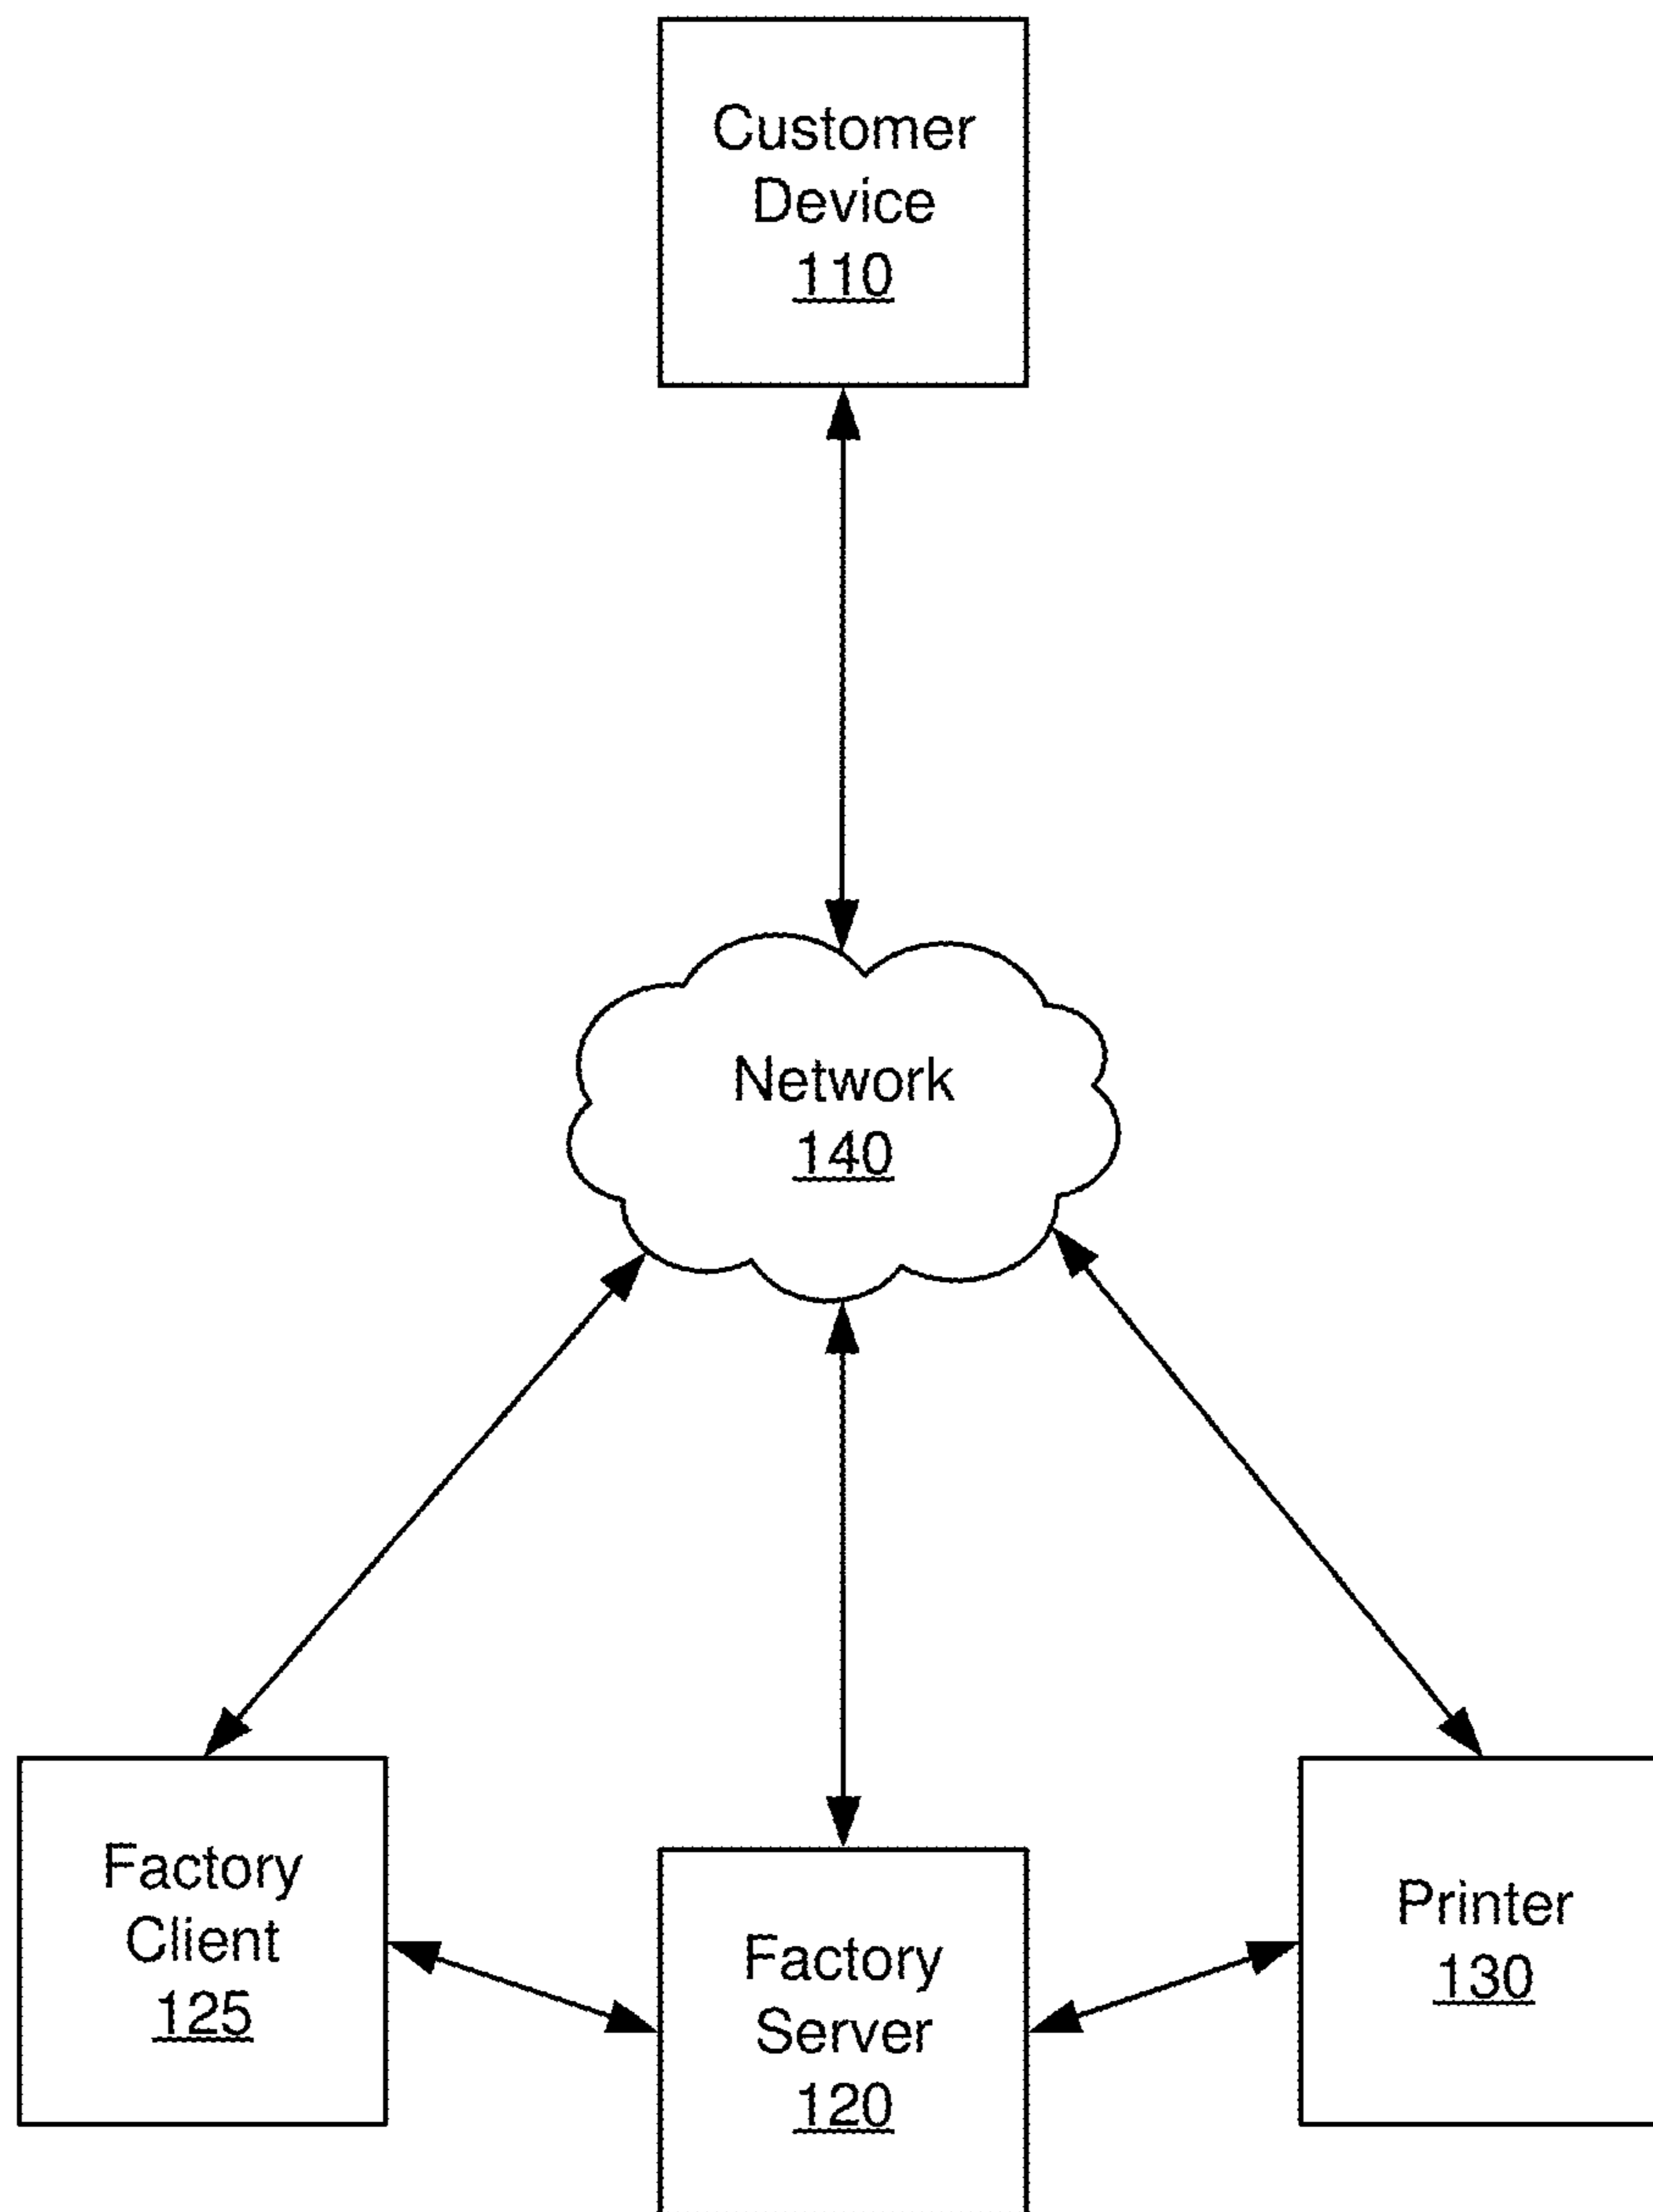 Customer
Device
110
Network
140
Factory
Client
125
Factory
Server
120
Printer
130